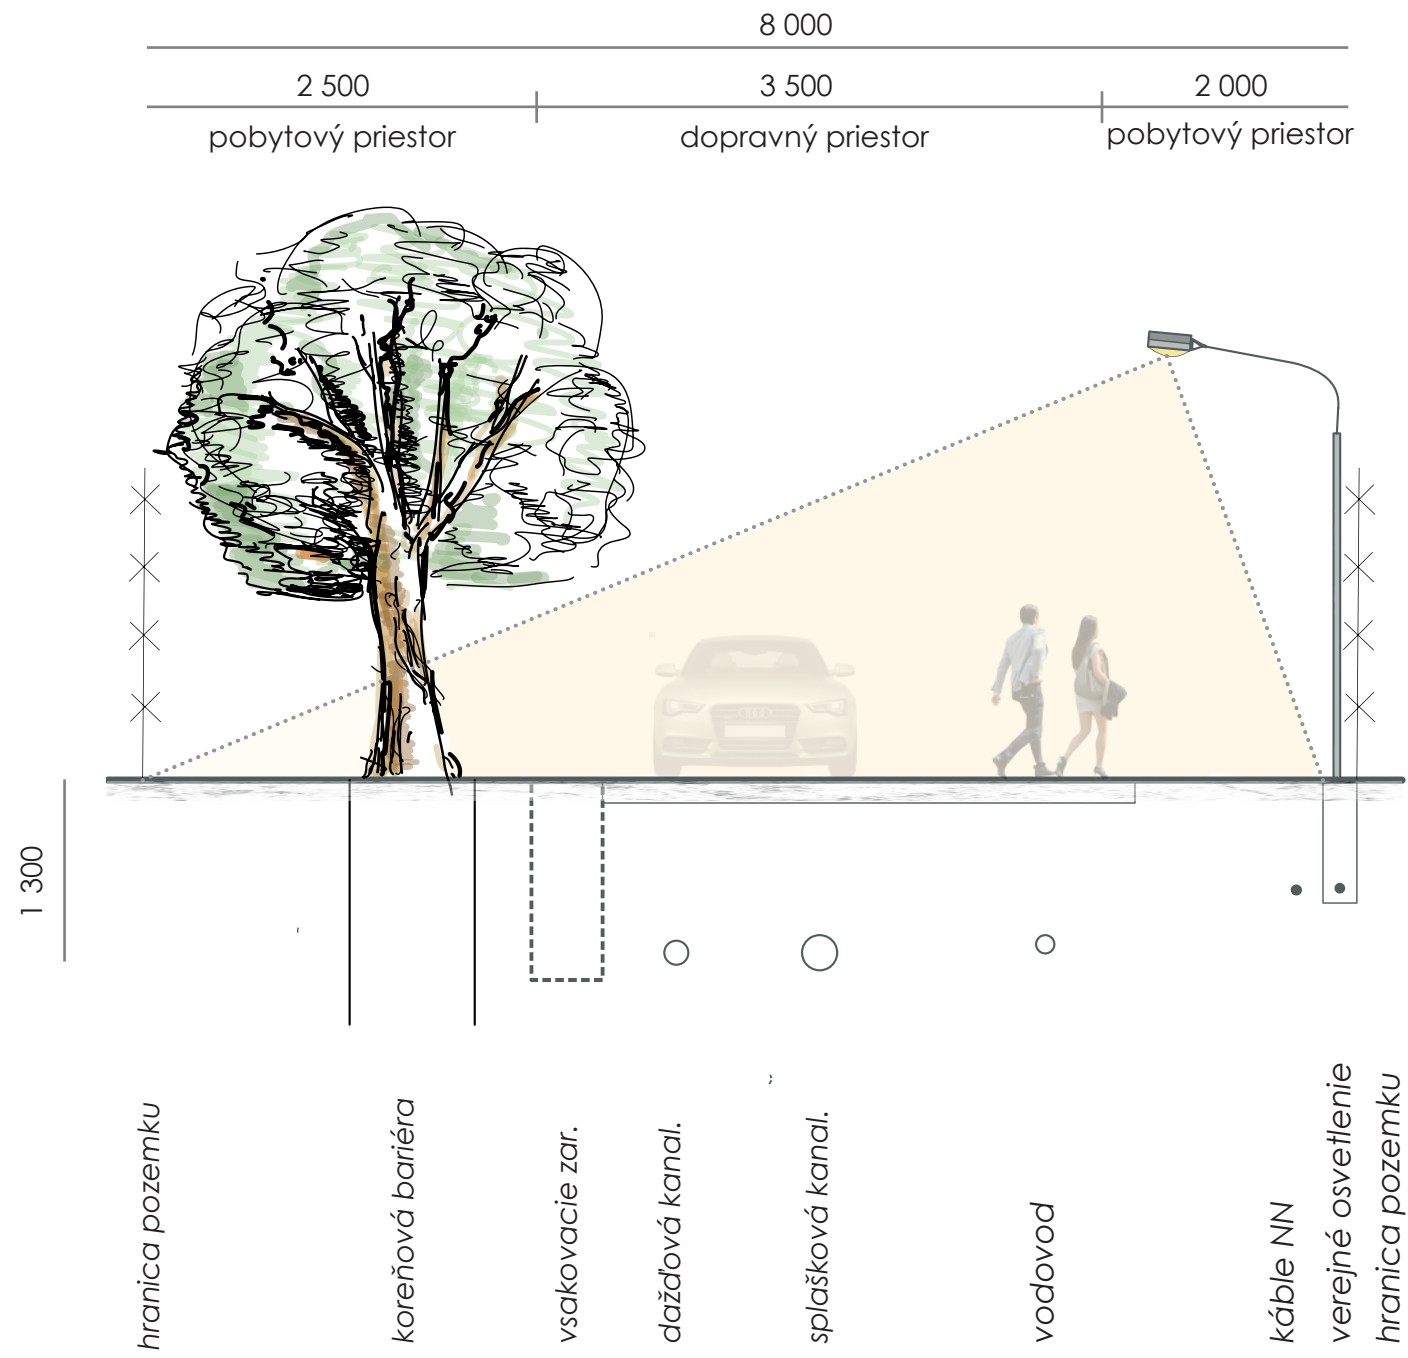 8 000
2 500
3 500
2 000
pobytový priestor
dopravný priestor
pobytový priestor
1 300
hranica pozemku
koreňová bariéra
vsakovacie zar.
dažďová kanal.
splašková kanal.
vodovod
káble NN
verejné osvetlenie
hranica pozemku